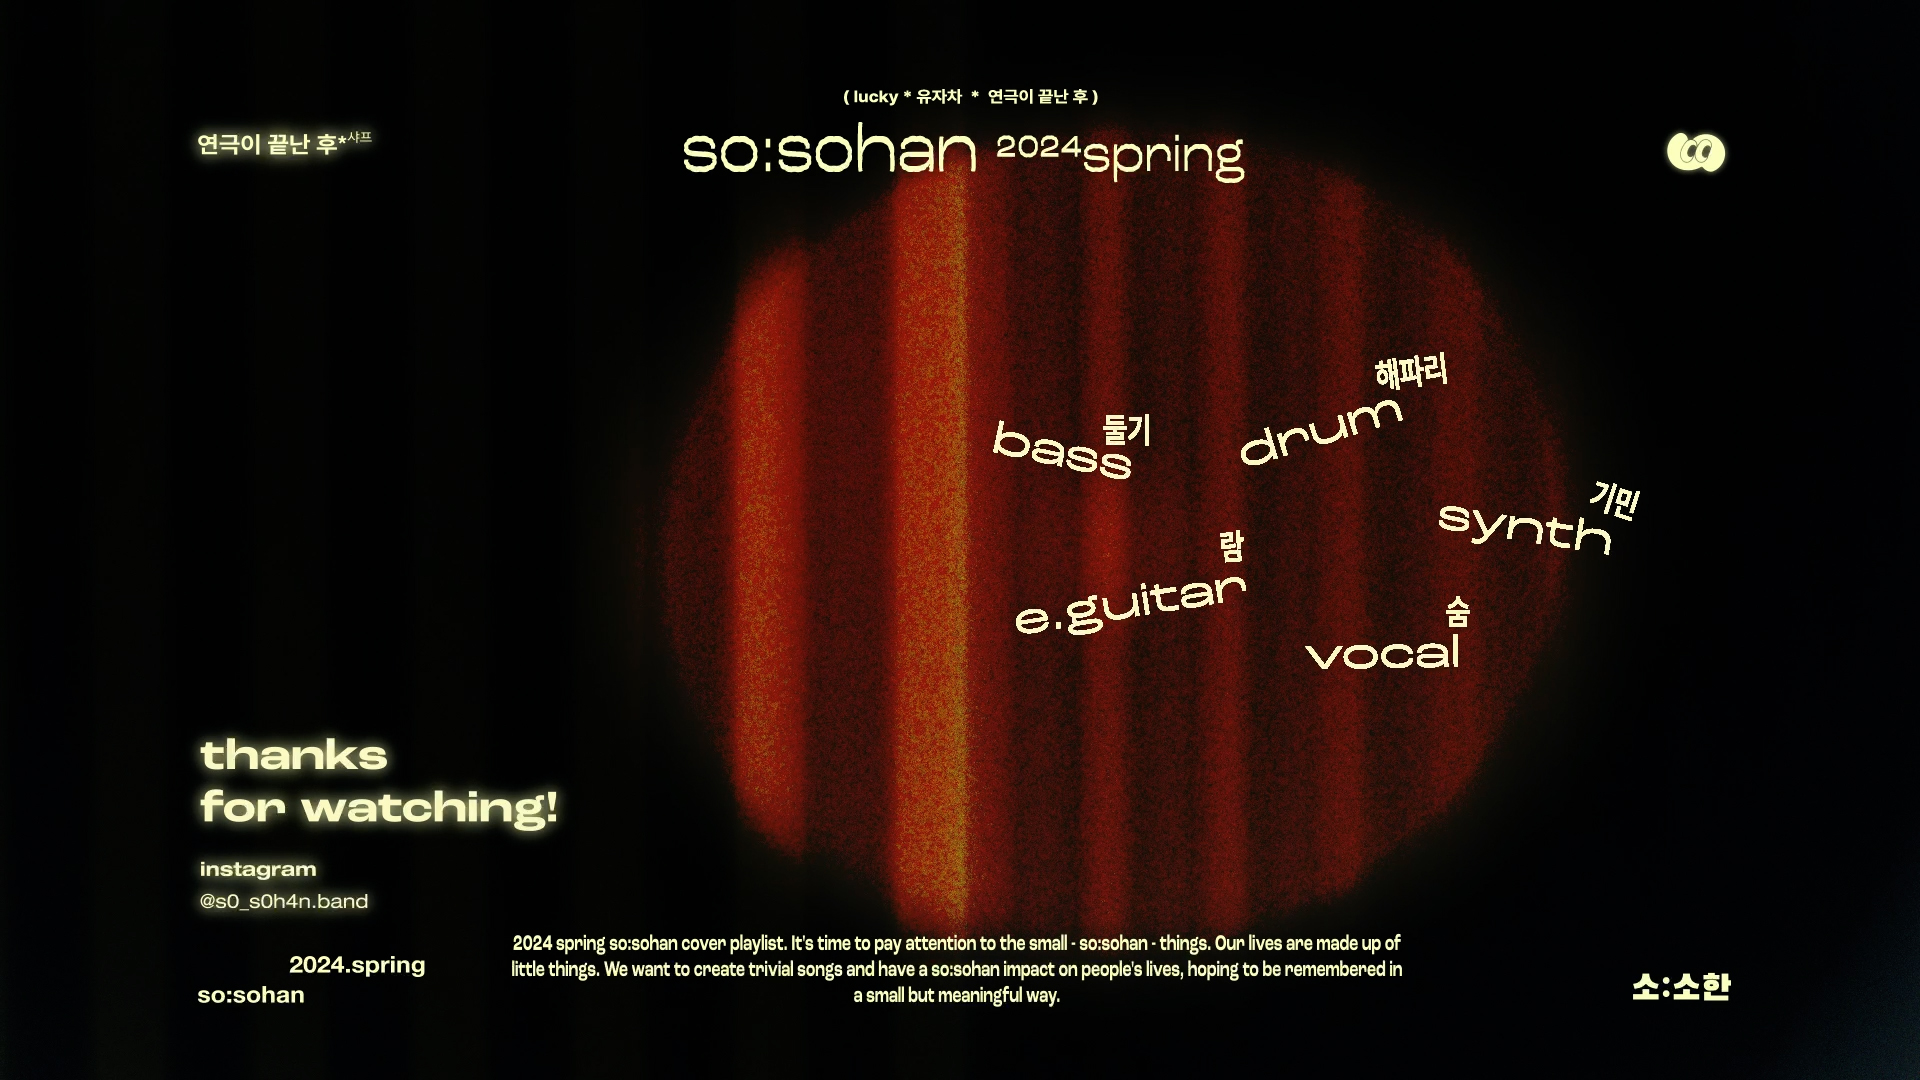 ( lucky * 유자차 * 연극이 끝난 후 )
연극이 끝난 후*샤프
so:sohan 2024spring
해파리
drum
둘기
bass
기민
synth
람
e.guitar
숨
vocal
thanks
for watching!
instagram
@s0_s0h4n.band
2024.spring
so:sohan
2024 spring so:sohan cover playlist. It's time to pay attention to the small - so:sohan - things. Our lives are made up of
little things. We want to create trivial songs and have a so:sohan impact on people's lives, hoping to be remembered in
a small but meaningful way.
소:소한